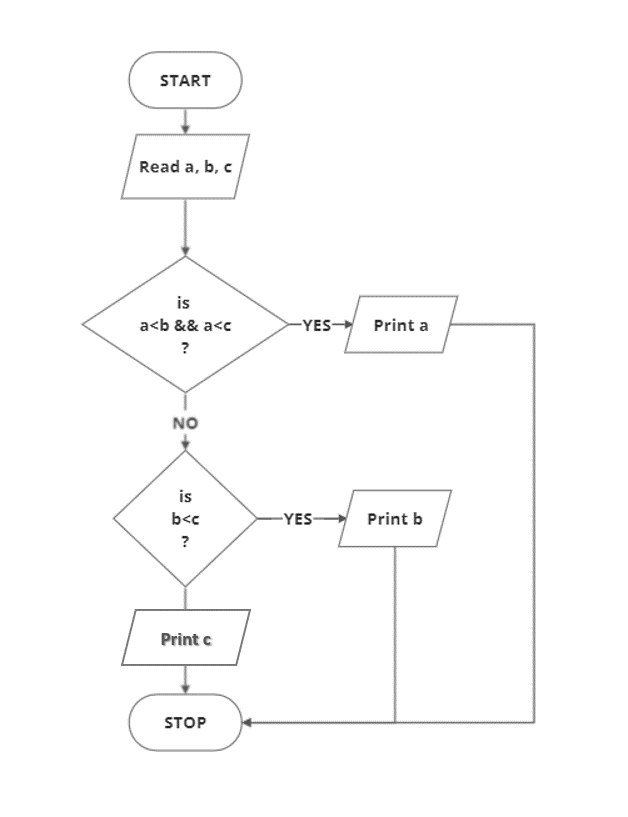 START
Read a, b, c
is
a<b && a<c
?
YES
Print a
NO
is
b<c
?
YES
Print b
Print c
STOP